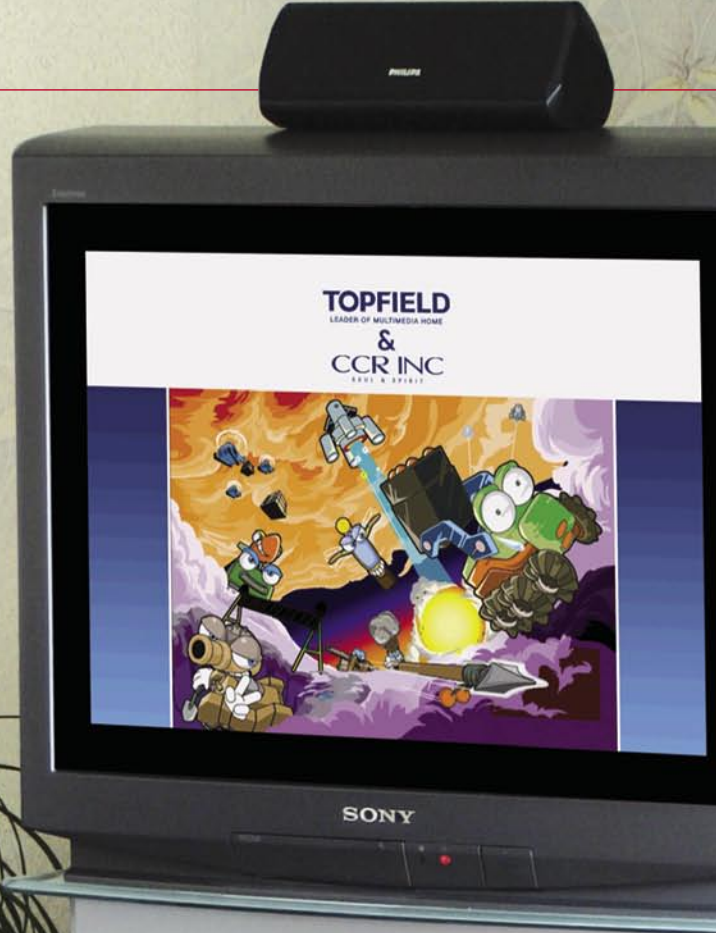 PHILIPS
TOPFIELD
LEADER OF MULTIMEDIA HOME
&
CCR INC
SOUL & SPIRIT
SONY